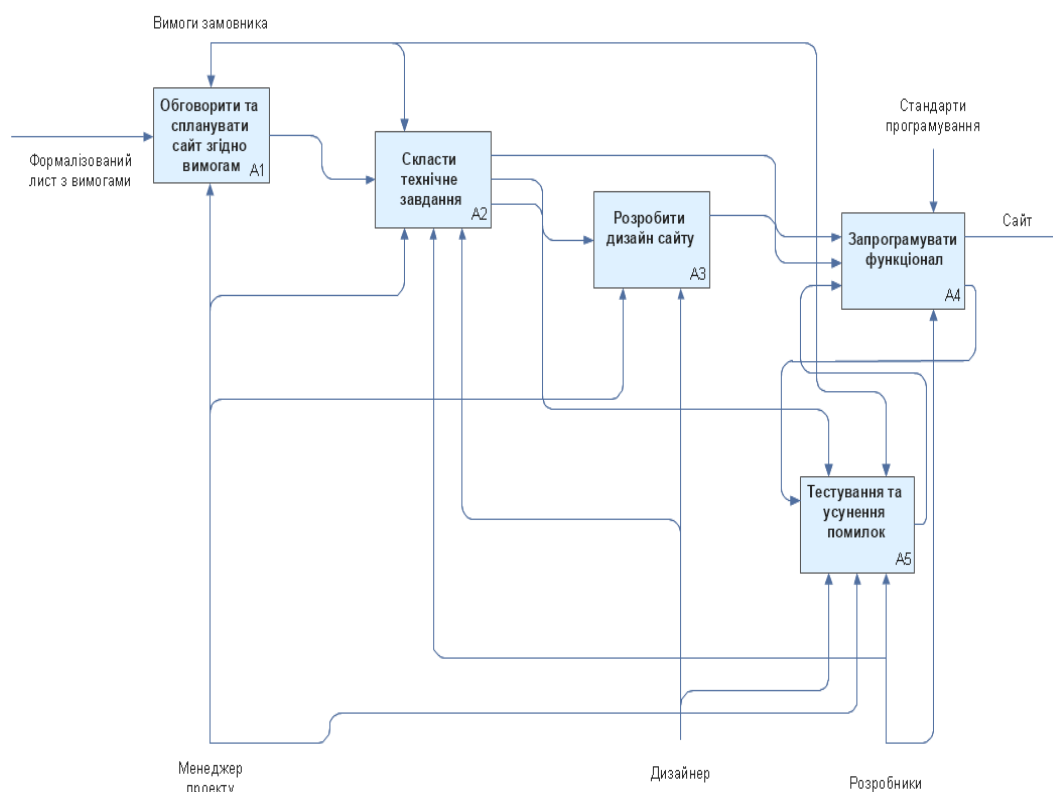 Вимоги замовника
Обговорити та
спланувати
сайт згідно
вимогам
A1
Формалізований
лист з вимогами
Скласти
технічне
завдання
A2
Розробити
дизайн сайту
A3
Стандарти
програмування
Запрограмувати
функціонал
A4
Сайт
Тестування та
усунення
помилок
A5
Менеджер
проекту
Дизайнер
Розробники